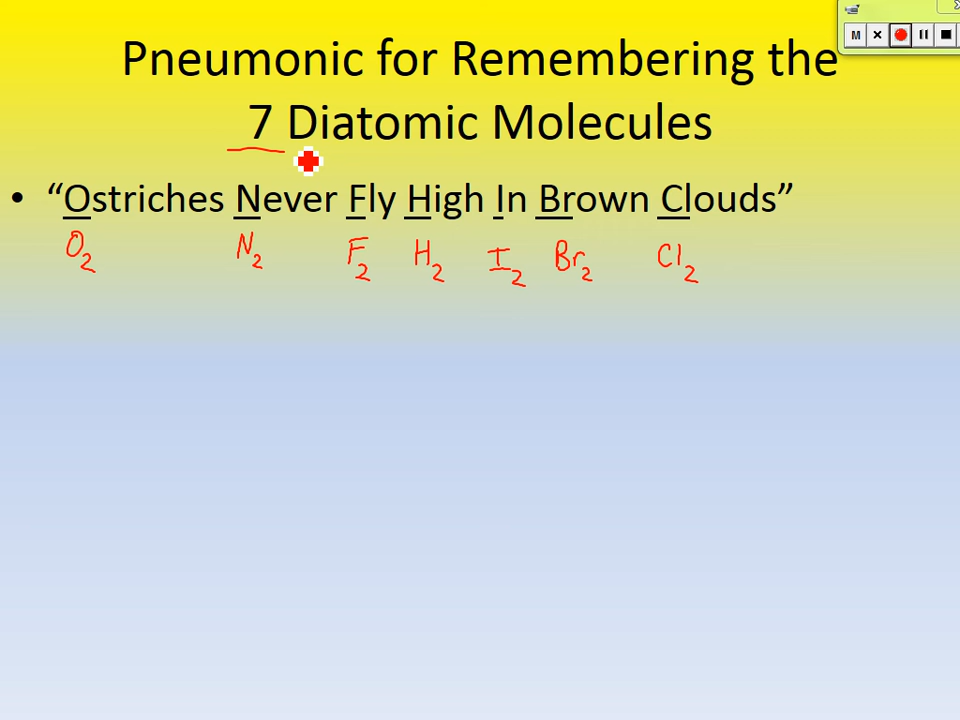 M
Pneumonic for Remembering the
7 Diatomic Molecules
• “Ostriches Never Fly High In Brown Clouds”
O2 N2 F2 H2 I2 Br2 Cl2